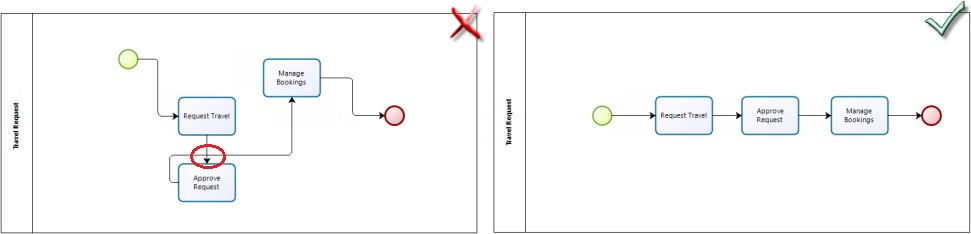 Travel Request
Request Travel
Approve
Request
Manage
Bookings
Travel Request
Request Travel
Approve
Request
Manage
Bookings